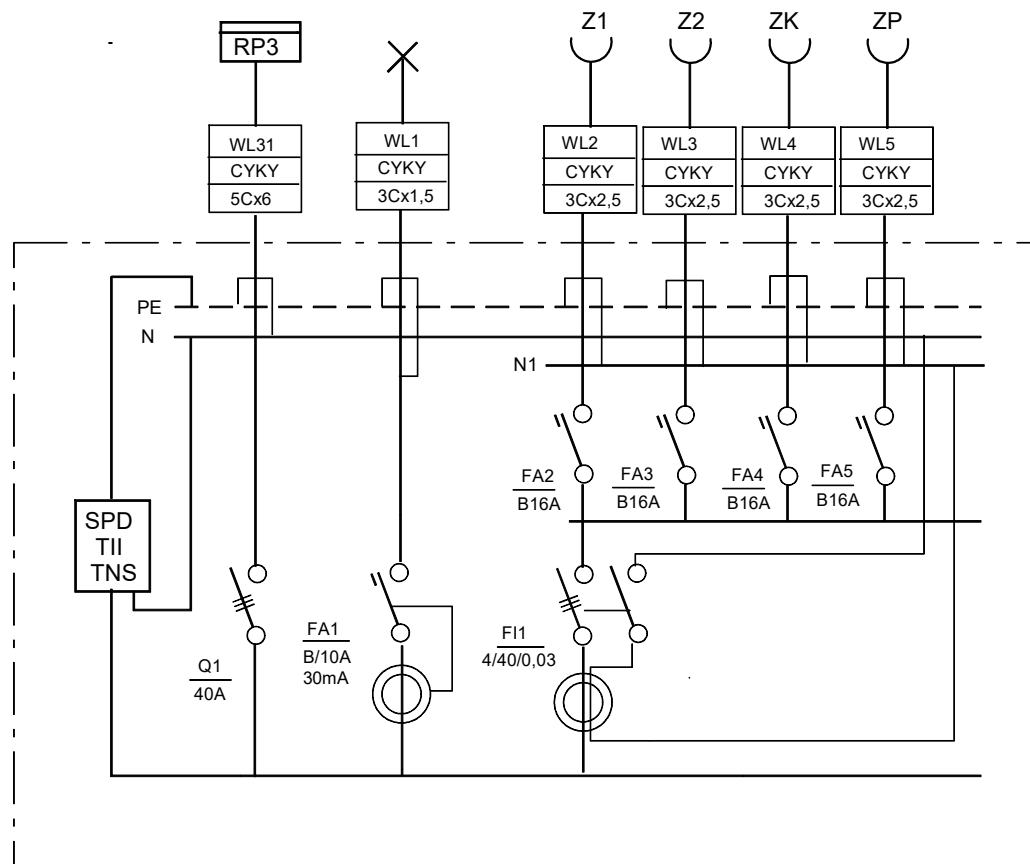 Z1 Z2 ZK ZP
RP3
WL31 WL1 WL2 WL3 WL4 WL5
CYKY CYKY CYKY CYKY CYKY CYKY
5Cx6 3Cx1,5 3Cx2,5 3Cx2,5 3Cx2,5 3Cx2,5
PE
N
N1
FA2 FA3 FA4 FA5
B16A B16A B16A B16A
SPD
TII
TNS
FA1
B/10A
30mA
FI1
4/40/0,03
Q1
40A